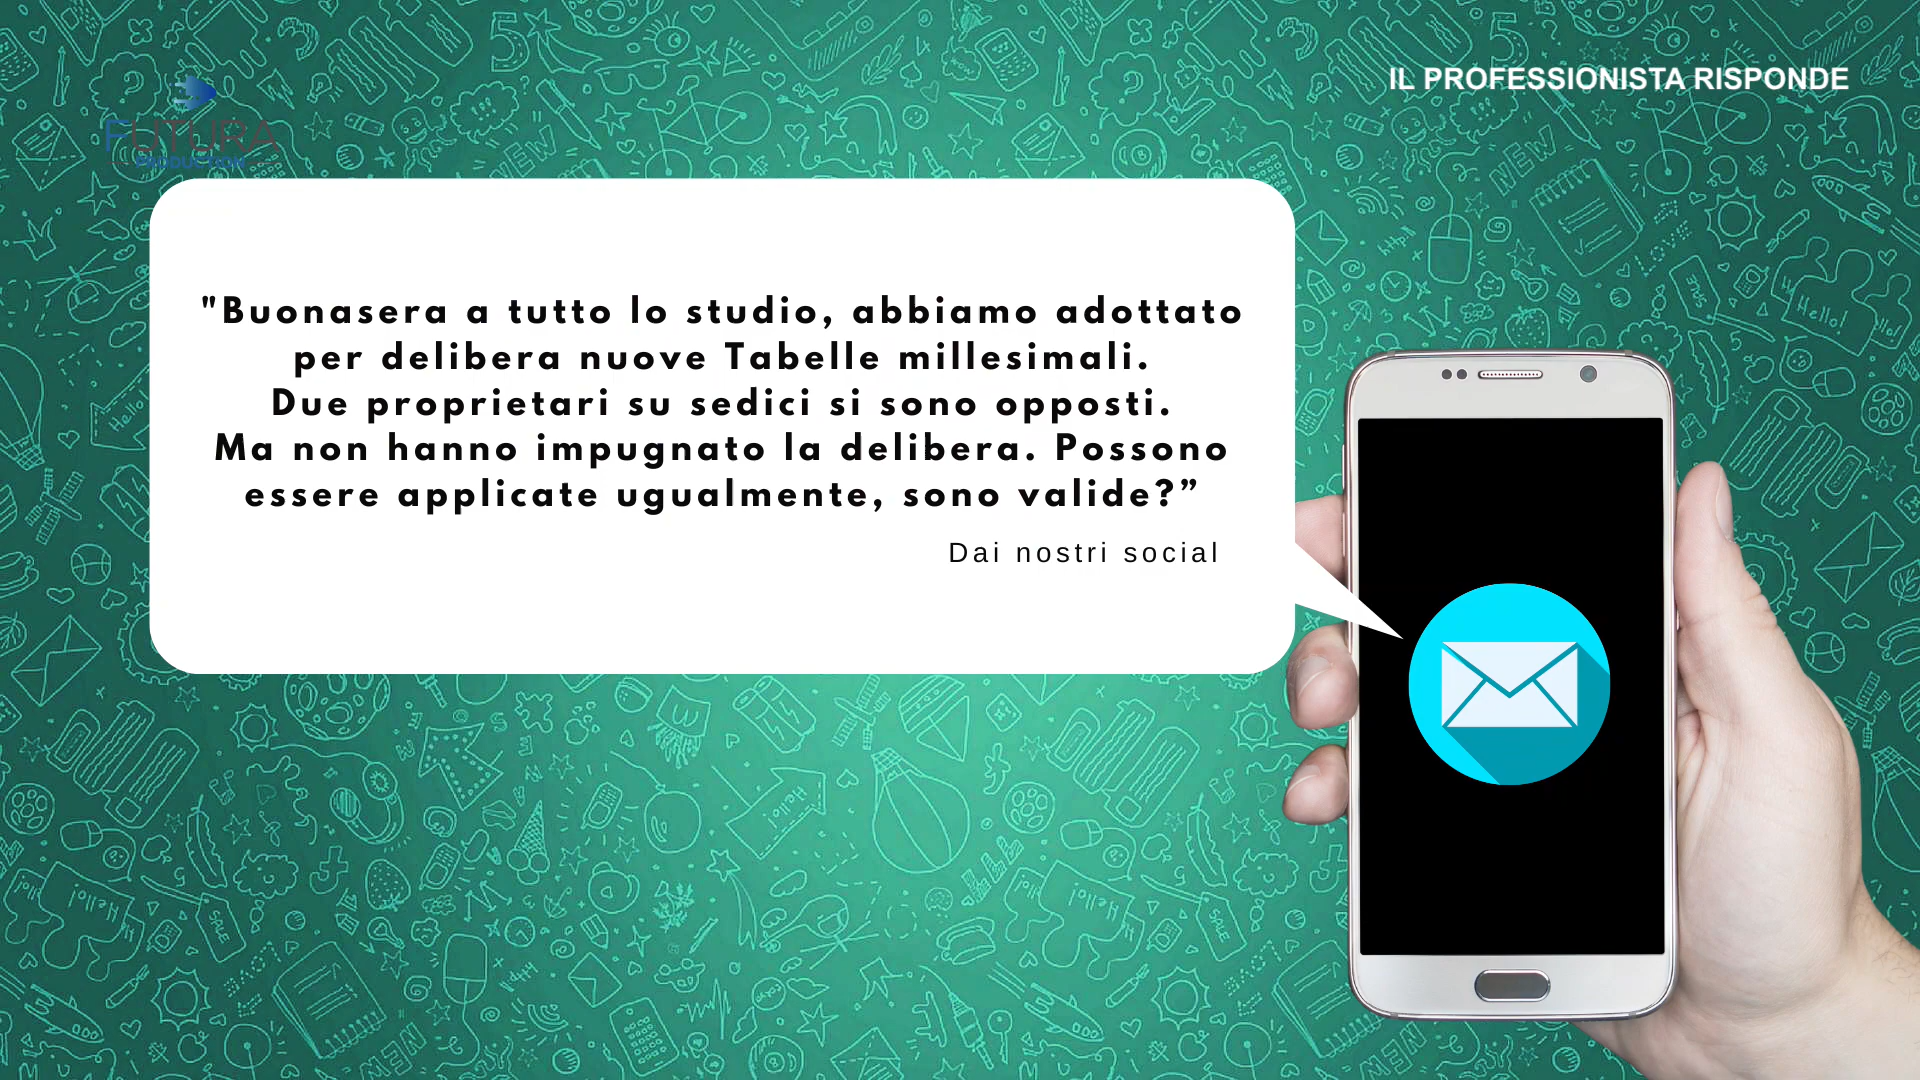 IL PROFESSIONISTA RISPONDE
FUTURA
PRODUCTION
"Buonasera a tutto lo studio, abbiamo adottato
per delibera nuove Tabelle millesimali.
Due proprietari su sedici si sono opposti.
Ma non hanno impugnato la delibera. Possono
essere applicate ugualmente, sono valide?”
Dai nostri social